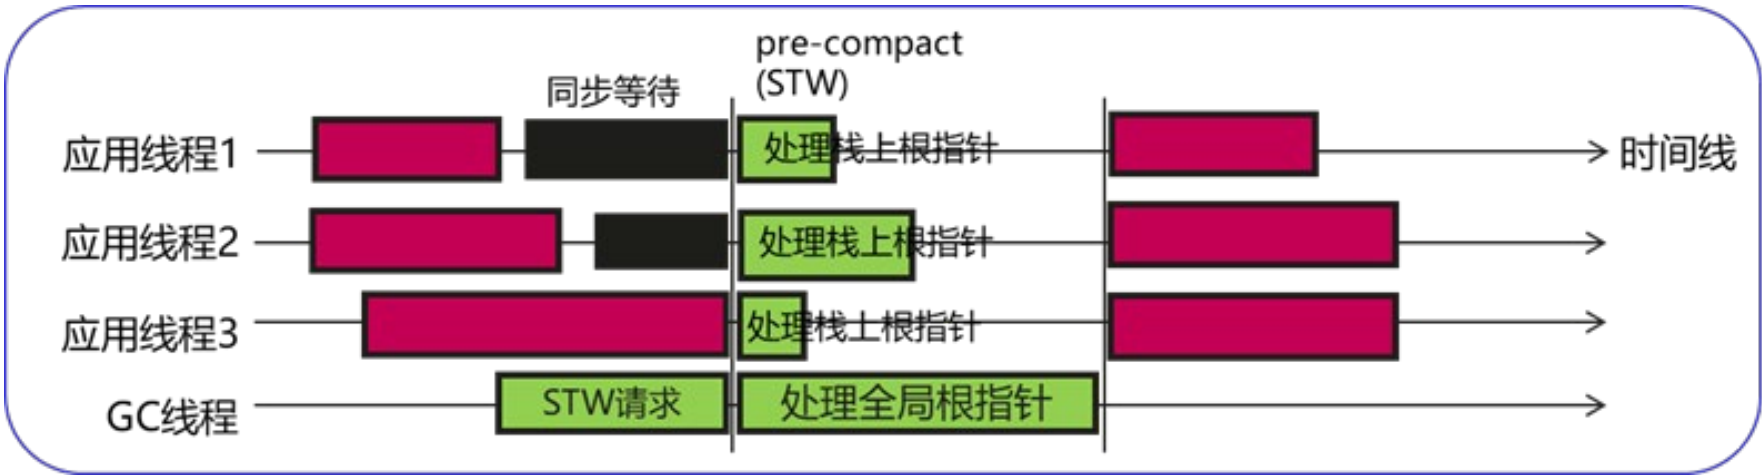 pre-compact
(STW)
同步等待
应用线程1
处理栈上根指针
时间线
应用线程2
处理栈上根指针
应用线程3
处理栈上根指针
GC线程
STW请求
处理全局根指针